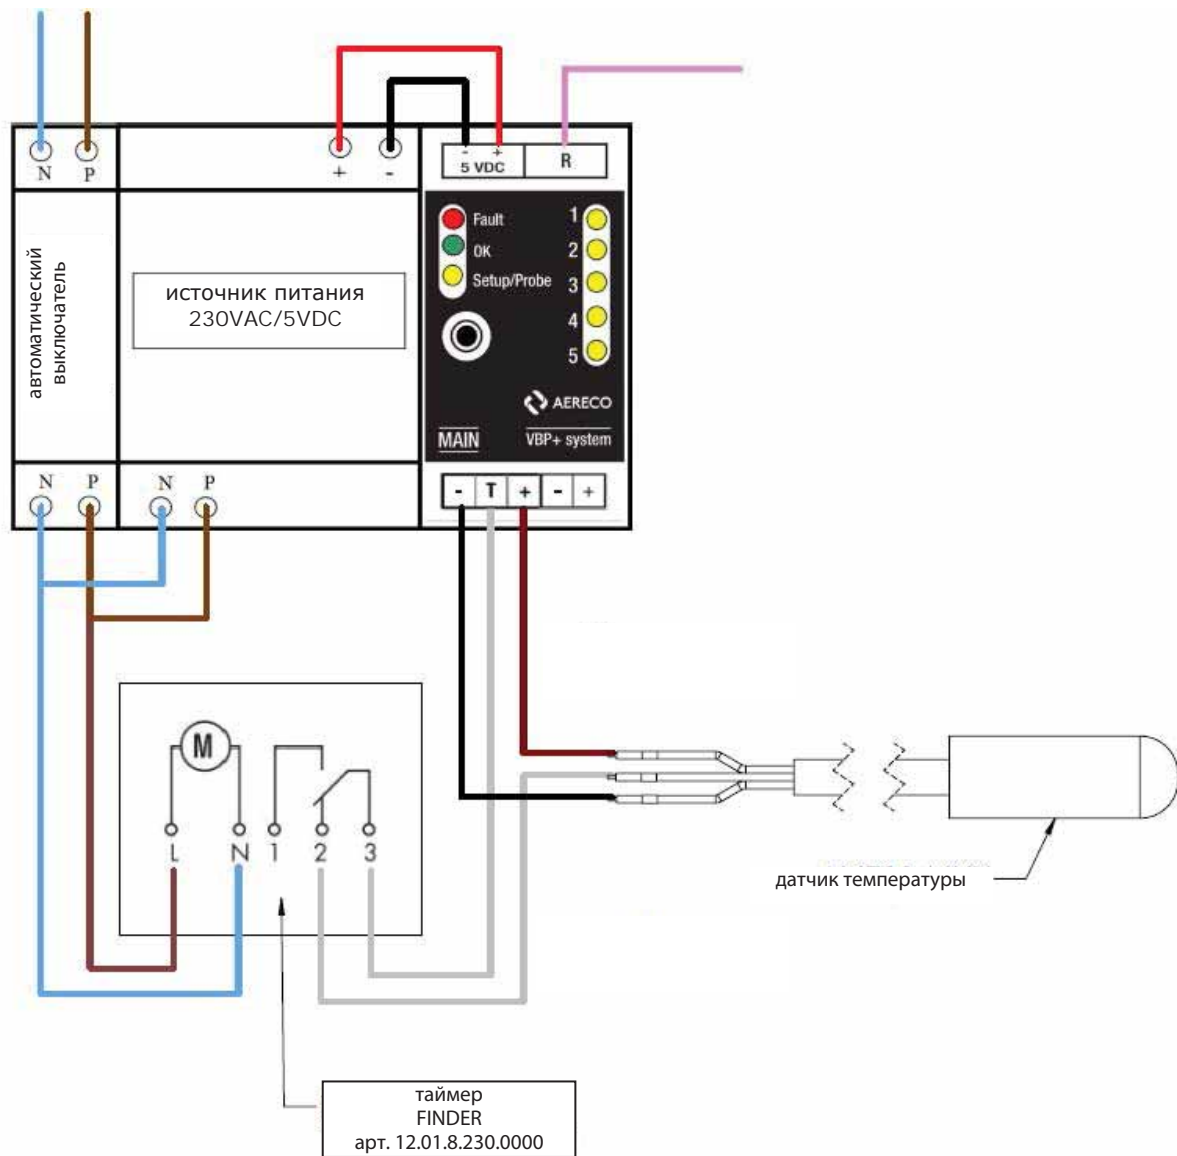 N P + -
- +
5 VDC R
автоматический
выключатель
источник питания
230VAC/5VDC
Fault
OK
Setup/Probe
1
2
3
4
5
AERECO
MAIN VBP+ system
N P N P
- T + - +
M
L N 1 2 3
датчик температуры
таймер
FINDER
арт. 12.01.8.230.0000